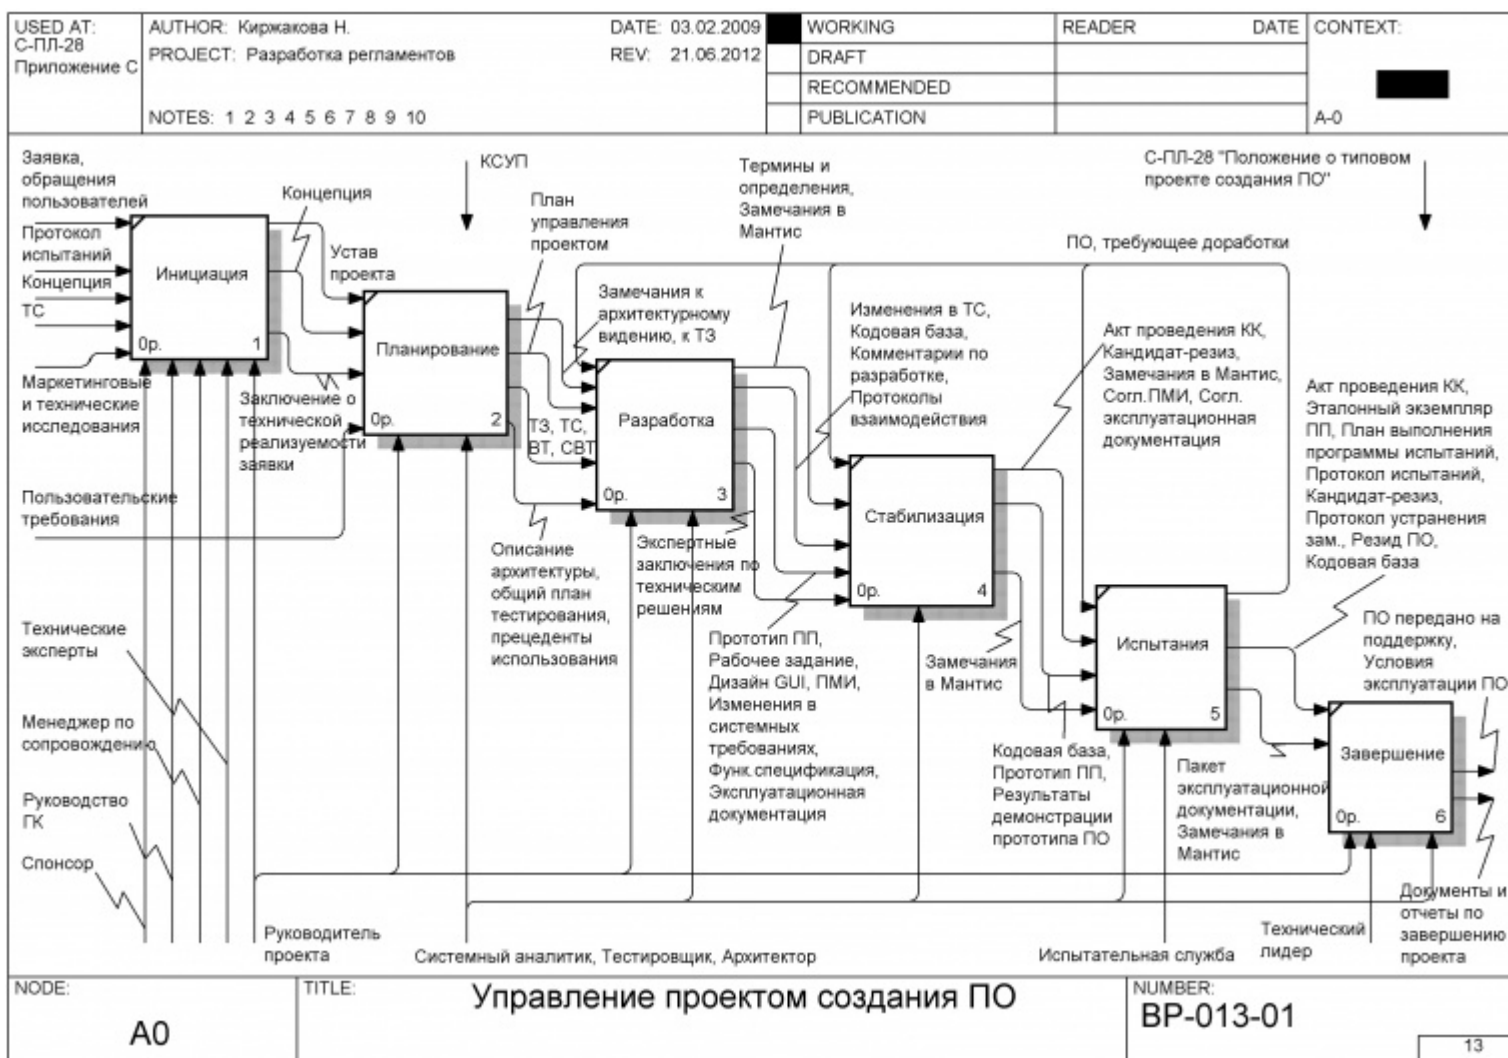 USED AT:
С-ПЛ-28
Приложение С
AUTHOR: Киржакова Н.
DATE: 03.02.2009
PROJECT: Разработка регламентов
REV: 21.06.2012
NOTES: 1 2 3 4 5 6 7 8 9 10
WORKING
DRAFT
RECOMMENDED
PUBLICATION
READER
DATE
CONTEXT:
A-0
Заявка,
обращения
пользователей
Протокол
испытаний
Концепция
ТС
Маркетинговые
и технические
исследования
Инициация
0р.
1
Концепция
Устав
проекта
Заключение о
технической
реализуемости
заявки
Пользовательские
требования
КСУП
Планирование
0р.
2
План
управления
проектом
Замечания к
архитектурному
видению, к ТЗ
ТЗ, ТС,
ВТ, СВТ
Описание
архитектуры,
общий план
тестирования,
прецеденты
использования
Разработка
0р.
3
Термины и
определения,
Замечания в
Мантис
Экспертные
заключения по
техническим
решениям
Изменения в ТС,
Кодовая база,
Комментарии по
разработке,
Протоколы
взаимодействия
Прототип ПП,
Рабочее задание,
Дизайн GUI, ПМИ,
Изменения в
системных
требованиях,
Функ.спецификация,
Эксплуатационная
документация
Стабилизация
0р.
4
С-ПЛ-28 "Положение о типовом
проекте создания ПО"
ПО, требующее доработки
Акт проведения КК,
Кандидат-резиз,
Замечания в Мантис,
Согл.ПМИ, Согл.
эксплуатационная
документация
Замечания
в Мантис
Кодовая база,
Прототип ПП,
Результаты
демонстрации
прототипа ПО
Испытания
0р.
5
Акт проведения КК,
Эталонный экземпляр
ПП, План выполнения
программы испытаний,
Протокол испытаний,
Кандидат-резиз,
Протокол устранения
зам., Резид ПО,
Кодовая база
Пакет
эксплуатационной
документации,
Замечания в
Мантис
ПО передано на
поддержку,
Условия
эксплуатации ПО
Завершение
0р.
6
Документы и
отчеты по
завершению
проекта
Технические
эксперты
Менеджер по
сопровождению
Руководство
ГК
Спонсор
Руководитель
проекта
Системный аналитик, Тестировщик, Архитектор
Испытательная служба
Технический
лидер
NODE:
A0
TITLE:
Управление проектом создания ПО
NUMBER:
BP-013-01
13